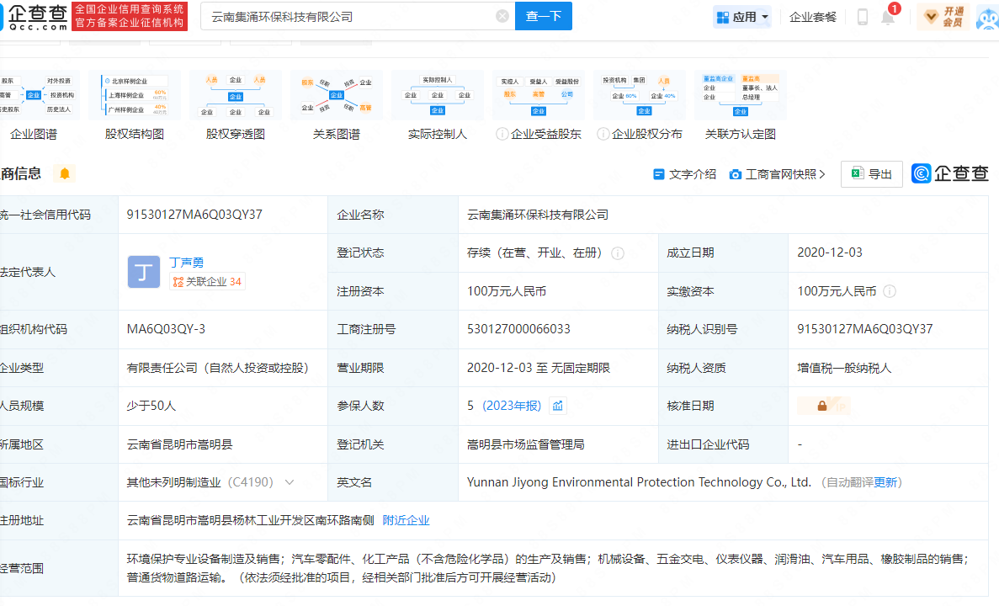 企查查
Qcc.com
全国企业信用查询系统
官方备案企业征信机构
云南集涌环保科技有限公司
查一下
应用
企业套餐
1
开通
会员
股东 对外投资
高管 企业 投资机构
历史股东 历史法人
北京样例企业
上海样例企业 60%
广州样例企业 40%
人员 企业 人员
企业
企业 企业 企业
股东 任职 投资 企业
企业
企业 投资 任职 高管
实际控制人
企业 企业 企业
企业
实控人 受益人 受益股份
股东 高管 公司
企业
投资机构 集团 人员
企业 60% 企业 40%
企业
董监高企业 董监高
企业 董事长、法人
企业 总经理
企业
企业图谱
股权结构图
股权穿透图
关系图谱
实际控制人
企业受益股东
企业股权分布
关联方认定图
商信息
文字介绍
工商官网快照
导出
企查查
统一社会信用代码 91530127MA6Q03QY37 企业名称 云南集涌环保科技有限公司
法定代表人 丁 丁声勇
关联企业 34
登记状态 存续（在营、开业、在册） 成立日期 2020-12-03
注册资本 100万元人民币 实缴资本 100万元人民币
组织机构代码 MA6Q03QY-3 工商注册号 530127000066033 纳税人识别号 91530127MA6Q03QY37
企业类型 有限责任公司（自然人投资或控股） 营业期限 2020-12-03 至 无固定期限 纳税人资质 增值税一般纳税人
人员规模 少于50人 参保人数 5 (2023年报) 核准日期
所属地区 云南省昆明市嵩明县 登记机关 嵩明县市场监督管理局 进出口企业代码 -
国标行业 其他未列明制造业（C4190） 英文名 Yunnan Jiyong Environmental Protection Technology Co., Ltd. （自动翻译更新）
注册地址 云南省昆明市嵩明县杨林工业开发区南环路南侧 附近企业
经营范围 环境保护专业设备制造及销售；汽车零配件、化工产品（不含危险化学品）的生产及销售；机械设备、五金交电、仪表仪器、润滑油、汽车用品、橡胶制品的销售；
普通货物道路运输。（依法须经批准的项目，经相关部门批准后方可开展经营活动）